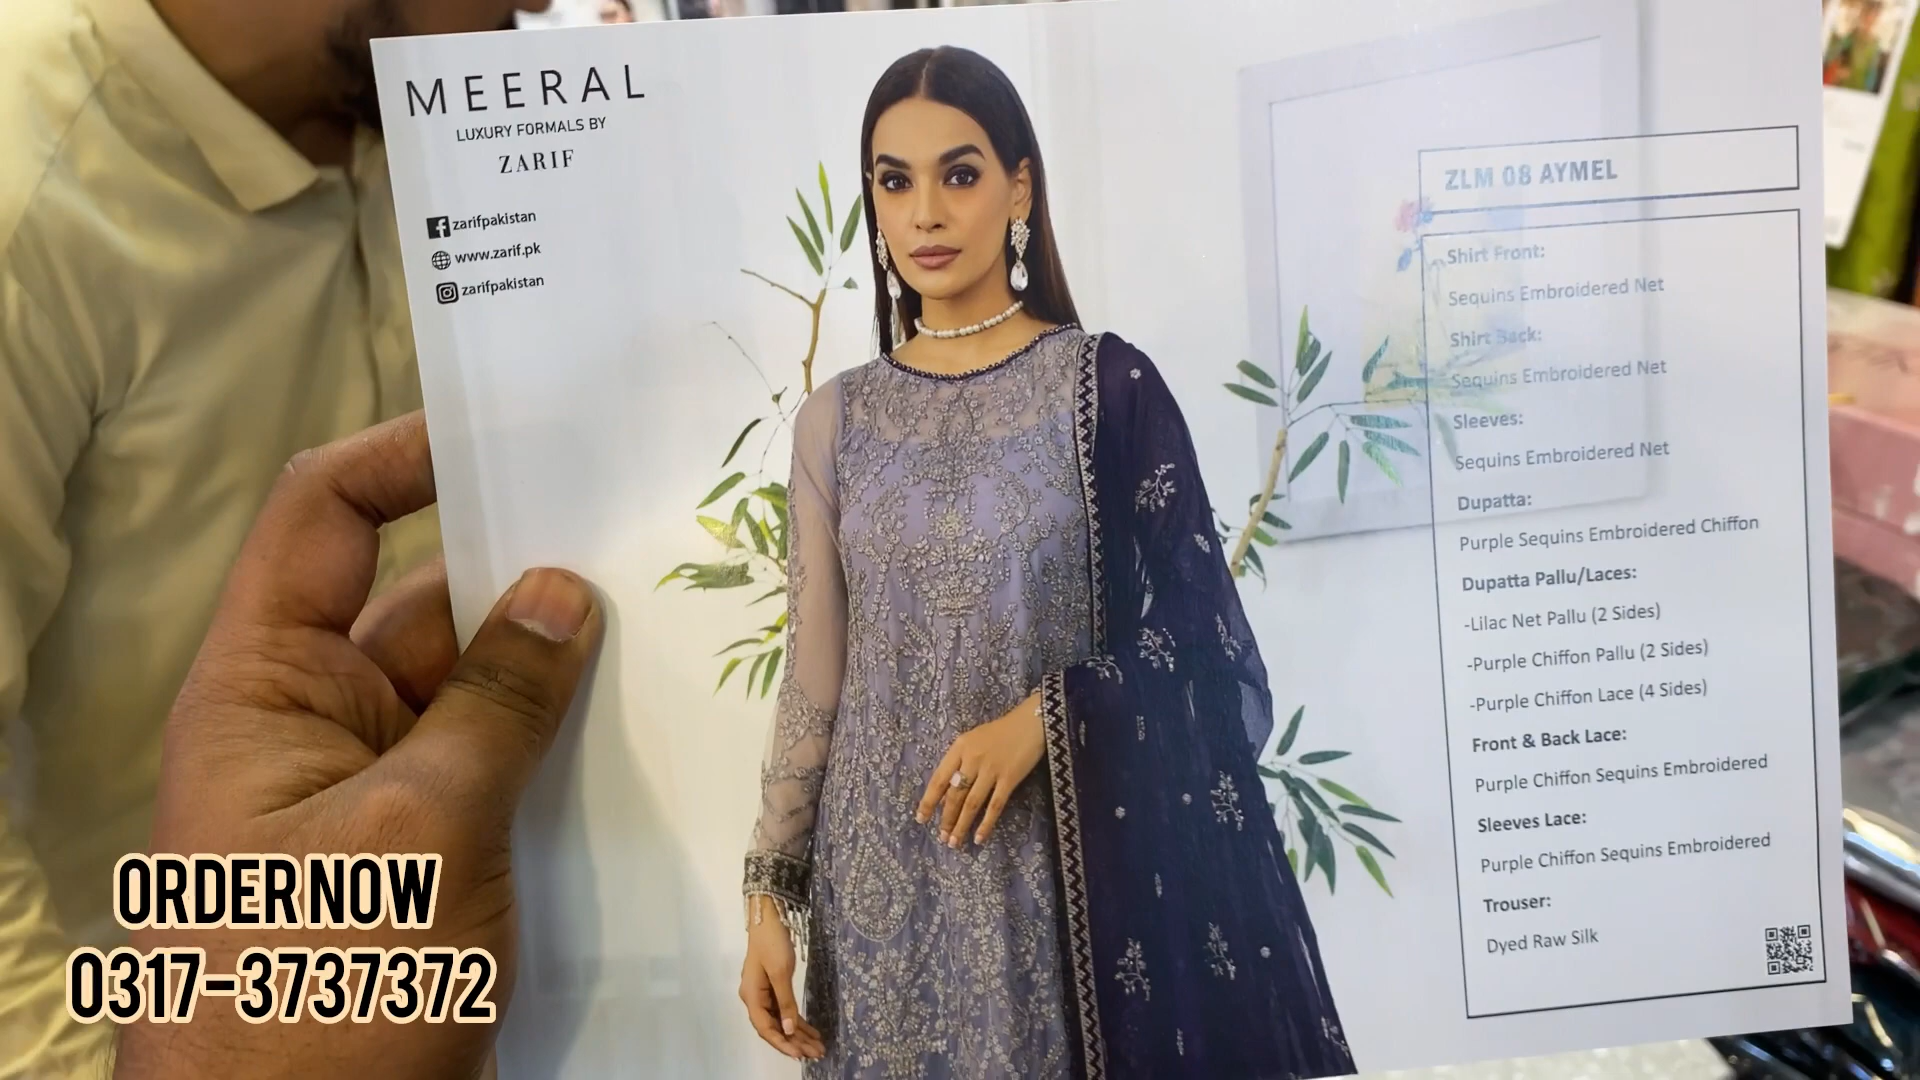 MEERAL
LUXURY FORMALS BY
ZARIF
zarifpakistan
www.zarif.pk
zarifpakistan
ZLM 08 AYMEL
Shirt Front:
Sequins Embroidered Net
Shirt Back:
Sequins Embroidered Net
Sleeves:
Sequins Embroidered Net
Dupatta:
Purple Sequins Embroidered Chiffon
Dupatta Pallu/Laces:
-Lilac Net Pallu (2 Sides)
-Purple Chiffon Pallu (2 Sides)
-Purple Chiffon Lace (4 Sides)
Front & Back Lace:
Purple Chiffon Sequins Embroidered
Sleeves Lace:
Purple Chiffon Sequins Embroidered
Trouser:
Dyed Raw Silk
ORDER NOW
0317-3737372